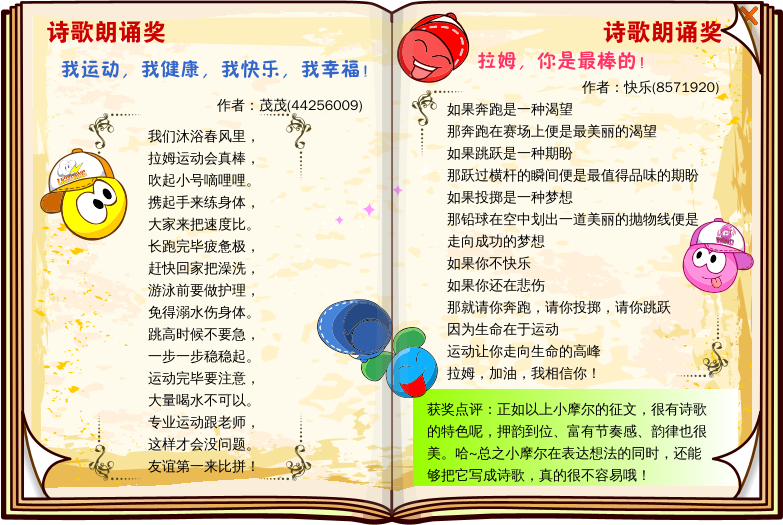 诗歌朗诵奖
我运动，我健康，我快乐，我幸福！
作者：茂茂(44256009)
我们沐浴春风里，
拉姆运动会真棒，
吹起小号嘀哩哩。
携起手来练身体，
大家来把速度比。
长跑完毕疲惫极，
赶快回家把澡洗，
游泳前要做护理，
免得溺水伤身体。
跳高时候不要急，
一步一步稳稳起。
运动完毕要注意，
大量喝水不可以。
专业运动跟老师，
这样才会没问题。
友谊第一来比拼！
诗歌朗诵奖
拉姆，你是最棒的！
作者：快乐(8571920)
如果奔跑是一种渴望
那奔跑在赛场上便是最美丽的渴望
如果跳跃是一种期盼
那跃过横杆的瞬间便是最值得品味的期盼
如果投掷是一种梦想
那铅球在空中划出一道美丽的抛物线便是
走向成功的梦想
如果你不快乐
如果你还在悲伤
那就请你奔跑，请你投掷，请你跳跃
因为生命在于运动
运动让你走向生命的高峰
拉姆，加油，我相信你！
获奖点评：正如以上小摩尔的征文，很有诗歌
的特色呢，押韵到位、富有节奏感、韵律也很
美。哈~总之小摩尔在表达想法的同时，还能
够把它写成诗歌，真的很不容易哦！